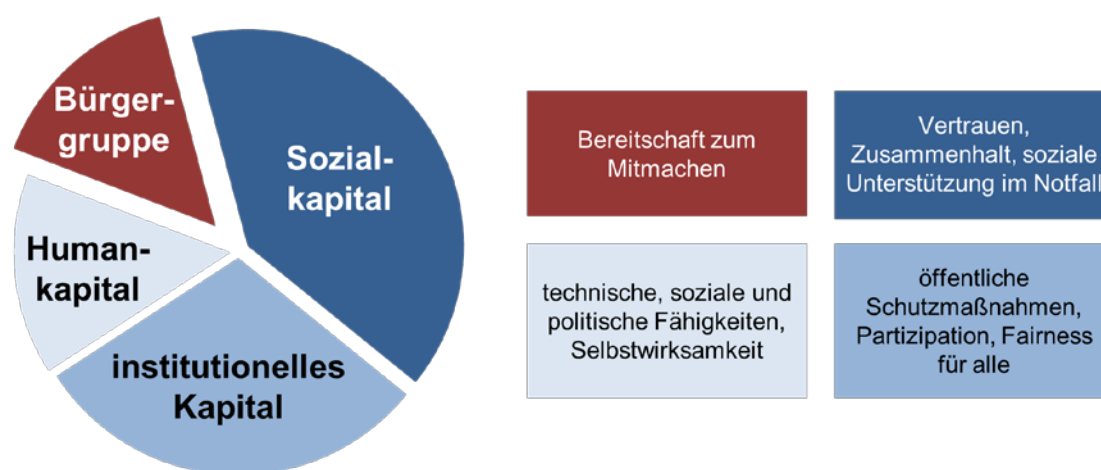 Bürger-
gruppe
Sozial-
kapital
Human-
kapital
institutionelles
Kapital
Bereitschaft zum
Mitmachen
Vertrauen,
Zusammenhalt, soziale
Unterstützung im Notfall
technische, soziale und
politische Fähigkeiten,
Selbstwirksamkeit
öffentliche
Schutzmaßnahmen,
Partizipation, Fairness
für alle